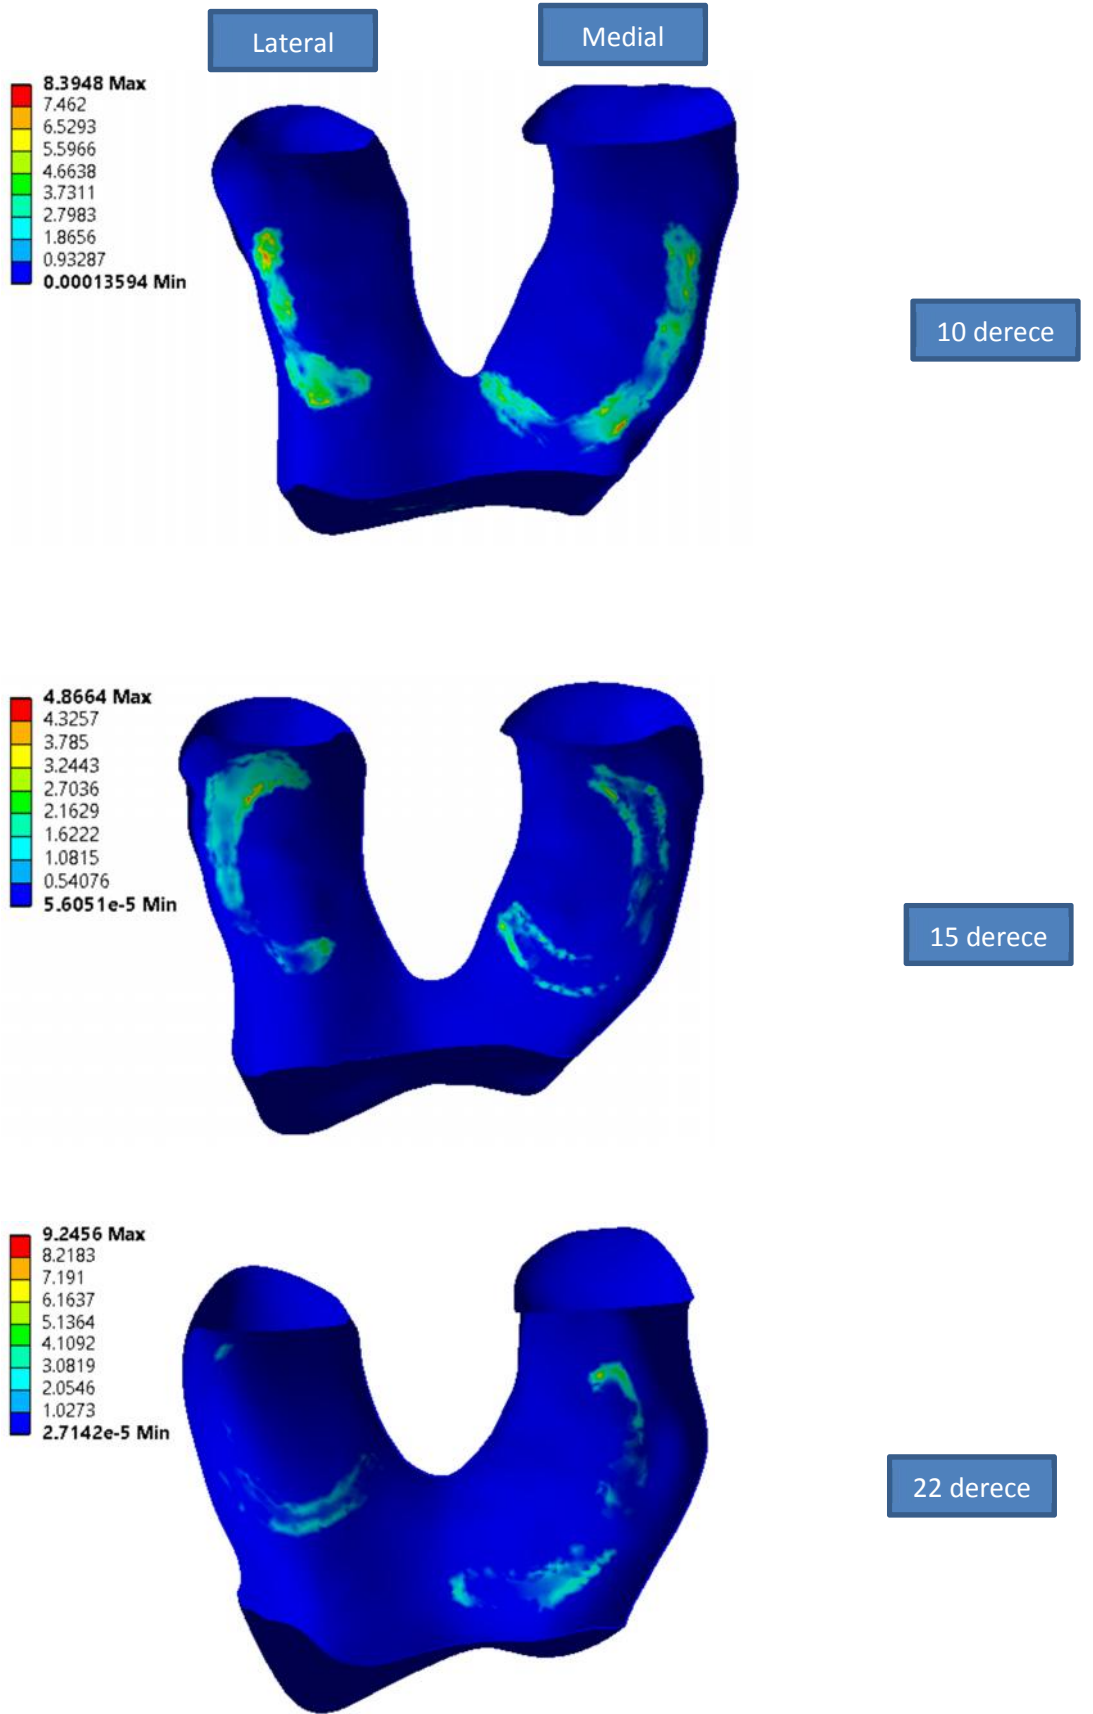 Lateral
Medial
8.3948 Max
7.462
6.5293
5.5966
4.6638
3.7311
2.7983
1.8656
0.93287
0.00013594 Min
10 derece
4.8664 Max
4.3257
3.785
3.2443
2.7036
2.1629
1.6222
1.0815
0.54076
5.6051e-5 Min
15 derece
9.2456 Max
8.2183
7.191
6.1637
5.1364
4.1092
3.0819
2.0546
1.0273
2.7142e-5 Min
22 derece